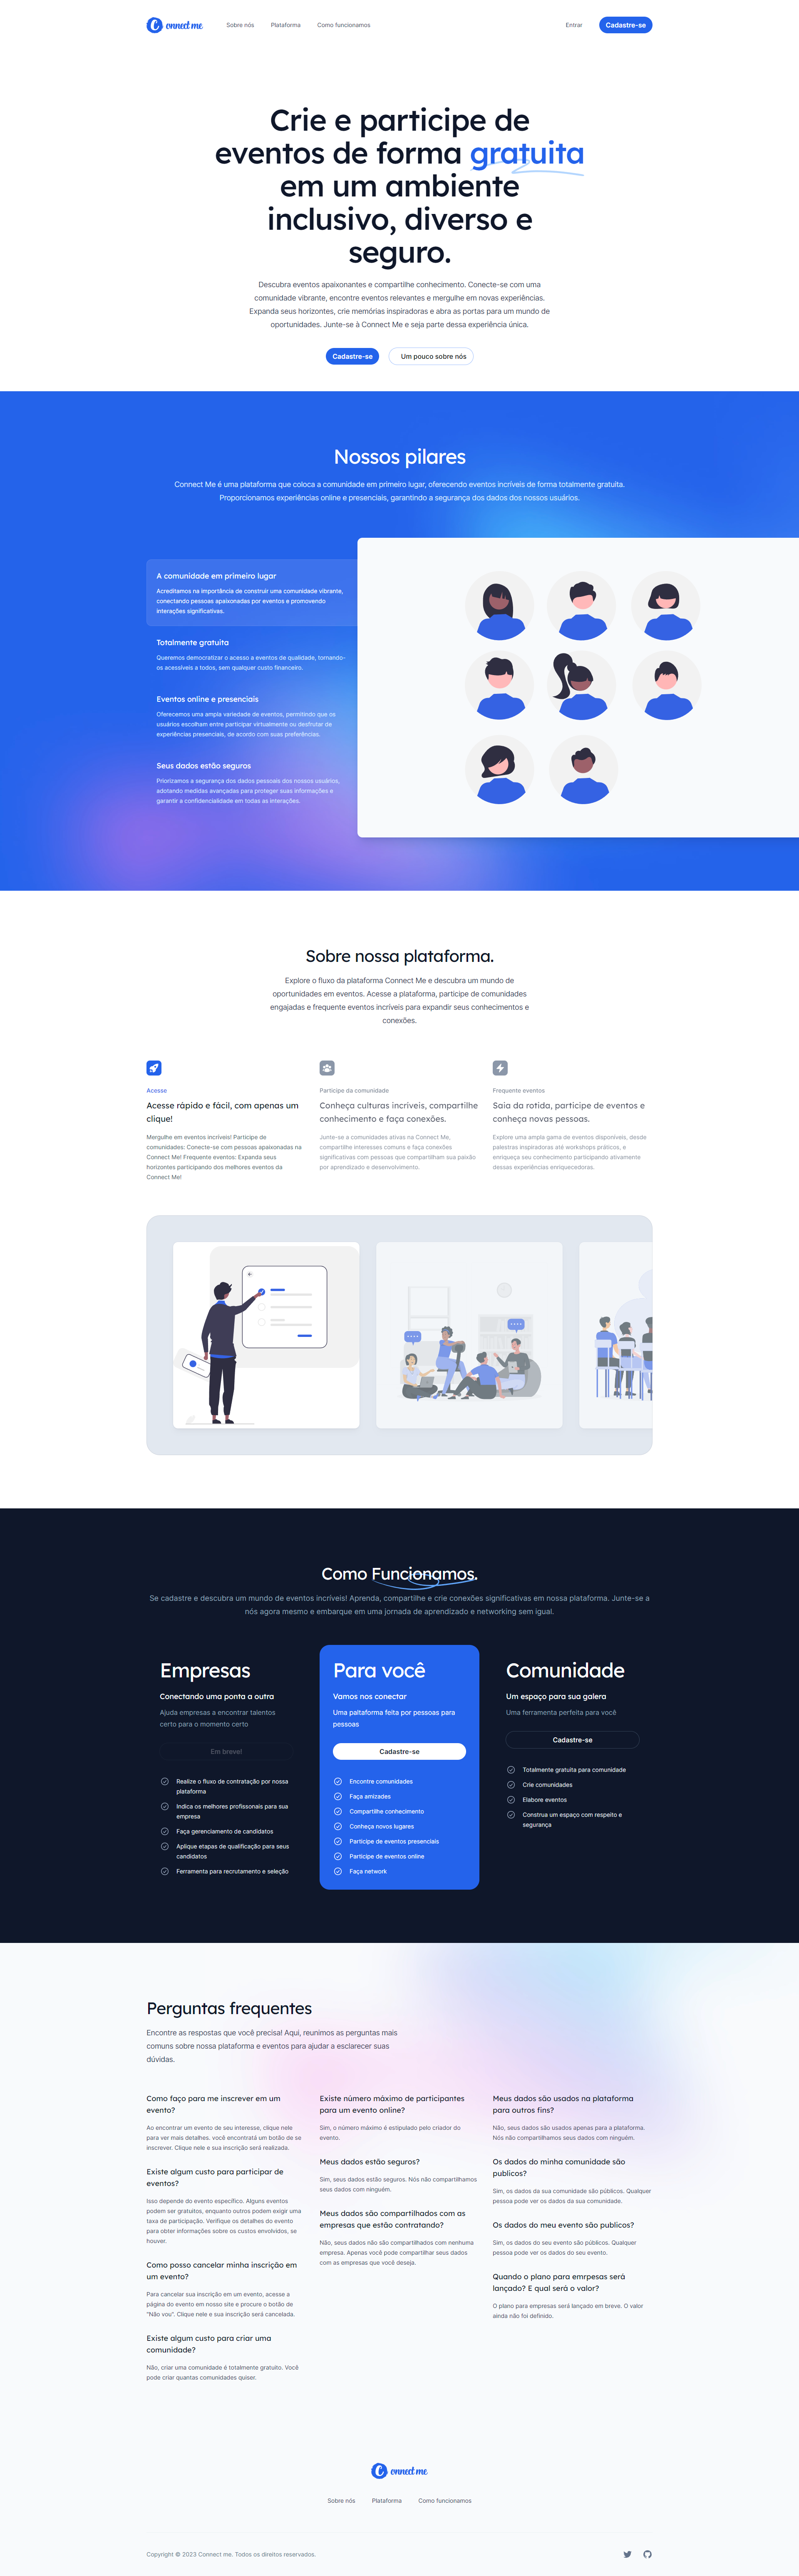 Connect me
Sobre nós
Plataforma
Como funcionamos
Entrar
Cadastre-se
Crie e participe de
eventos de forma gratuita
em um ambiente
inclusivo, diverso e
seguro.
Descubra eventos apaixonantes e compartilhe conhecimento. Conecte-se com uma
comunidade vibrante, encontre eventos relevantes e mergulhe em novas experiências.
Expanda seus horizontes, crie memórias inspiradoras e abra as portas para um mundo de
oportunidades. Junte-se à Connect Me e seja parte dessa experiência única.
Cadastre-se
Um pouco sobre nós
Nossos pilares
Connect Me é uma plataforma que coloca a comunidade em primeiro lugar, oferecendo eventos incríveis de forma totalmente gratuita.
Proporcionamos experiências online e presenciais, garantindo a segurança dos dados dos nossos usuários.
A comunidade em primeiro lugar
Acreditamos na importância de construir uma comunidade vibrante,
conectando pessoas apaixonadas por eventos e promovendo
interações significativas.
Totalmente gratuita
Queremos democratizar o acesso a eventos de qualidade, tornando-
os acessíveis a todos, sem qualquer custo financeiro.
Eventos online e presenciais
Oferecemos uma ampla variedade de eventos, permitindo que os
usuários escolham entre participar virtualmente ou desfrutar de
experiências presenciais, de acordo com suas preferências.
Seus dados estão seguros
Priorizamos a segurança dos dados pessoais dos nossos usuários,
adotando medidas avançadas para proteger suas informações e
garantir a confidencialidade em todas as interações.
Sobre nossa plataforma.
Explore o fluxo da plataforma Connect Me e descubra um mundo de
oportunidades em eventos. Acesse a plataforma, participe de comunidades
engajadas e frequente eventos incríveis para expandir seus conhecimentos e
conexões.
Acesse
Acesse rápido e fácil, com apenas um
clique!
Mergulhe em eventos incríveis! Participe de
comunidades: Conecte-se com pessoas apaixonadas na
Connect Me! Frequente eventos: Expanda seus
horizontes participando dos melhores eventos da
Connect Me!
Participe da comunidade
Conheça culturas incríveis, compartilhe
conhecimento e faça conexões.
Junte-se a comunidades ativas na Connect Me,
compartilhe interesses comuns e faça conexões
significativas com pessoas que compartilham sua paixão
por aprendizado e desenvolvimento.
Frequente eventos
Saia da rotida, participe de eventos e
conheça novas pessoas.
Explore uma ampla gama de eventos disponíveis, desde
palestras inspiradoras até workshops práticos, e
enriqueça seu conhecimento participando ativamente
dessas experiências enriquecedoras.
Como Funcionamos.
Se cadastre e descubra um mundo de eventos incríveis! Aprenda, compartilhe e crie conexões significativas em nossa plataforma. Junte-se a
nós agora mesmo e embarque em uma jornada de aprendizado e networking sem igual.
Empresas
Conectando uma ponta a outra
Ajuda empresas a encontrar talentos
certo para o momento certo
Em breve!
Realize o fluxo de contratação por nossa
plataforma
Indica os melhores profissonais para sua
empresa
Faça gerenciamento de candidatos
Aplique etapas de qualificação para seus
candidatos
Ferramenta para recrutamento e seleção
Para você
Vamos nos conectar
Uma paltaforma feita por pessoas para
pessoas
Cadastre-se
Encontre comunidades
Faça amizades
Compartilhe conhecimento
Conheça novos lugares
Participe de eventos presenciais
Participe de eventos online
Faça network
Comunidade
Um espaço para sua galera
Uma ferramenta perfeita para você
Cadastre-se
Totalmente gratuita para comunidade
Crie comunidades
Elabore eventos
Construa um espaço com respeito e
segurança
Perguntas frequentes
Encontre as respostas que você precisa! Aqui, reunimos as perguntas mais
comuns sobre nossa plataforma e eventos para ajudar a esclarecer suas
dúvidas.
Como faço para me inscrever em um
evento?
Ao encontrar um evento de seu interesse, clique nele
para ver mais detalhes. você encontratá um botão de se
inscrever. Clique nele e sua inscrição será realizada.
Existe algum custo para participar de
eventos?
Isso depende do evento específico. Alguns eventos
podem ser gratuitos, enquanto outros podem exigir uma
taxa de participação. Verifique os detalhes do evento
para obter informações sobre os custos envolvidos, se
houver.
Como posso cancelar minha inscrição em
um evento?
Para cancelar sua inscrição em um evento, acesse a
página do evento em nosso site e procure o botão de
"Não vou". Clique nele e sua inscrição será cancelada.
Existe algum custo para criar uma
comunidade?
Não, criar uma comunidade é totalmente gratuito. Você
pode criar quantas comunidades quiser.
Existe número máximo de participantes
para um evento online?
Sim, o número máximo é estipulado pelo criador do
evento.
Meus dados estão seguros?
Sim, seus dados estão seguros. Nós não compartilhamos
seus dados com ninguém.
Meus dados são compartilhados com as
empresas que estão contratando?
Não, seus dados não são compartilhados com nenhuma
empresa. Apenas você pode compartilhar seus dados
com as empresas que você deseja.
Meus dados são usados na plataforma
para outros fins?
Não, seus dados são usados apenas para a plataforma.
Nós não compartilhamos seus dados com ninguém.
Os dados do minha comunidade são
publicos?
Sim, os dados da sua comunidade são públicos. Qualquer
pessoa pode ver os dados da sua comunidade.
Os dados do meu evento são publicos?
Sim, os dados do seu evento são públicos. Qualquer
pessoa pode ver os dados do seu evento.
Quando o plano para emrpesas será
lançado? E qual será o valor?
O plano para empresas será lançado em breve. O valor
ainda não foi definido.
Connect me
Sobre nós
Plataforma
Como funcionamos
Copyright © 2023 Connect me. Todos os direitos reservados.